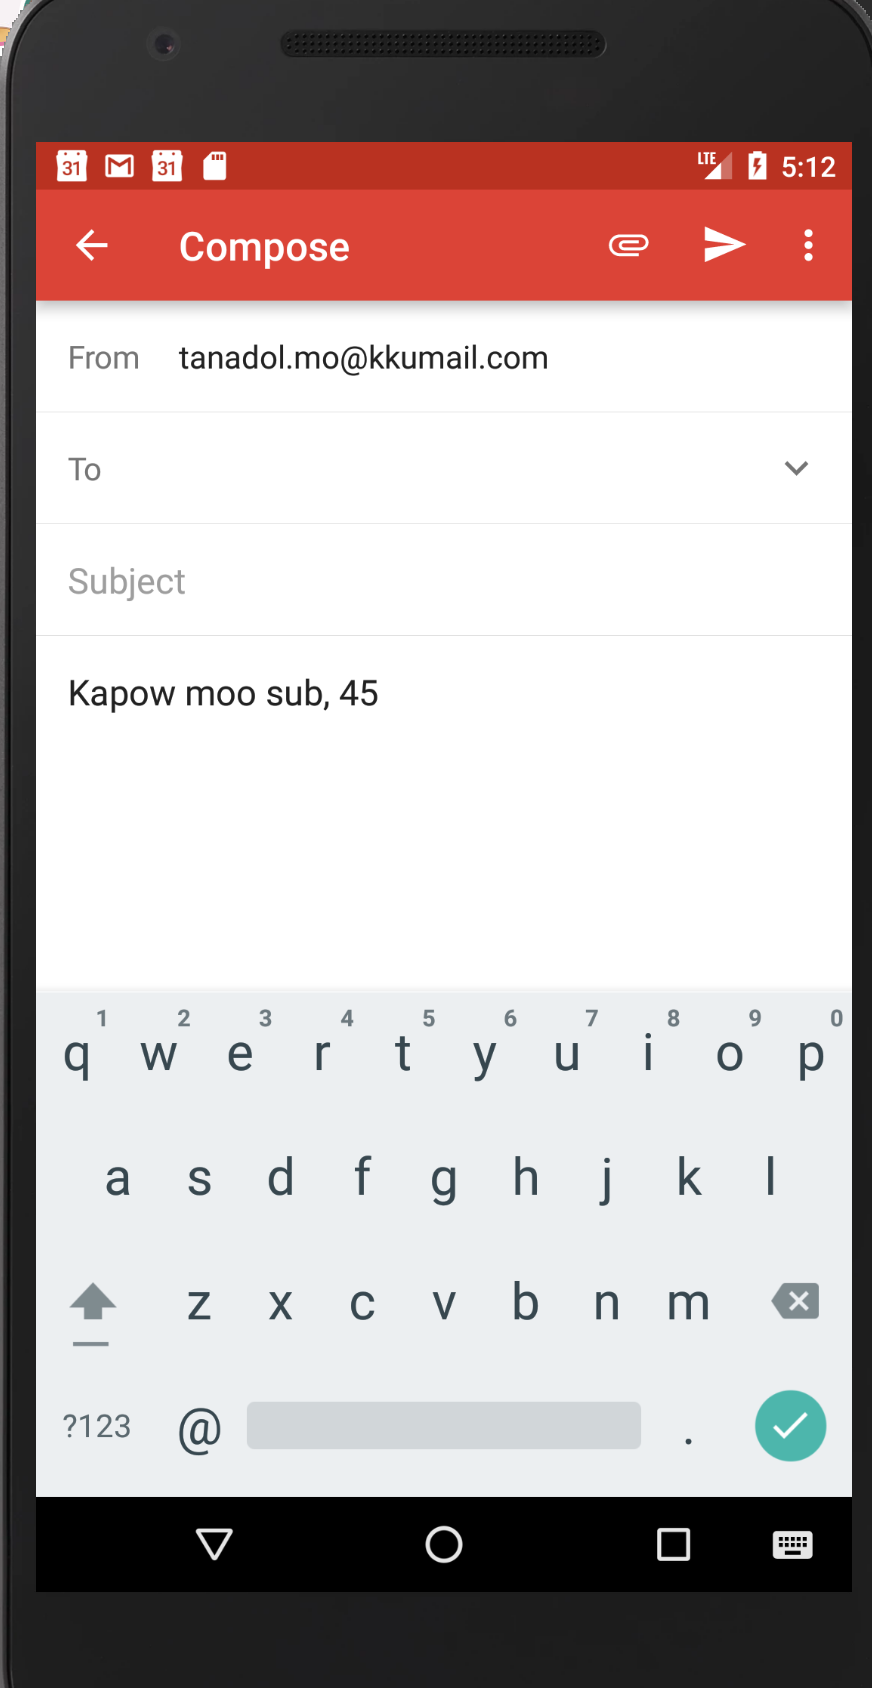 31 31 LTE 5:12
Compose
From tanadol.mo@kkumail.com
To
Subject
Kapow moo sub, 45
1 2 3 4 5 6 7 8 9 0
q w e r t y u i o p
a s d f g h j k l
z x c v b n m
?123 @ .